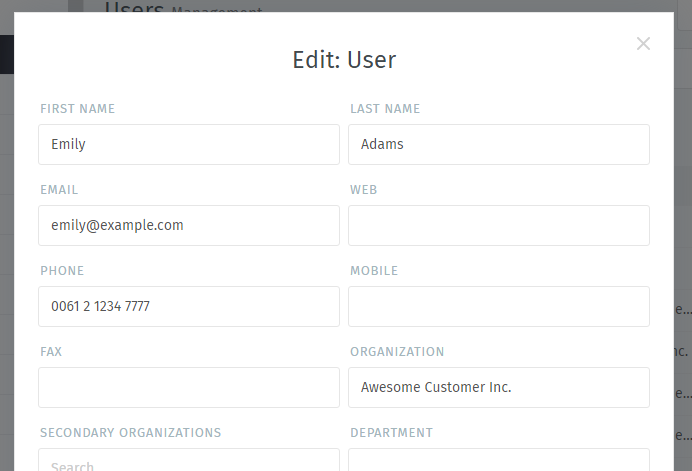 Users Management
Edit: User
FIRST NAME LAST NAME
Emily Adams
EMAIL WEB
emily@example.com
PHONE MOBILE
0061 2 1234 7777
FAX ORGANIZATION
Awesome Customer Inc.
SECONDARY ORGANIZATIONS DEPARTMENT
Search